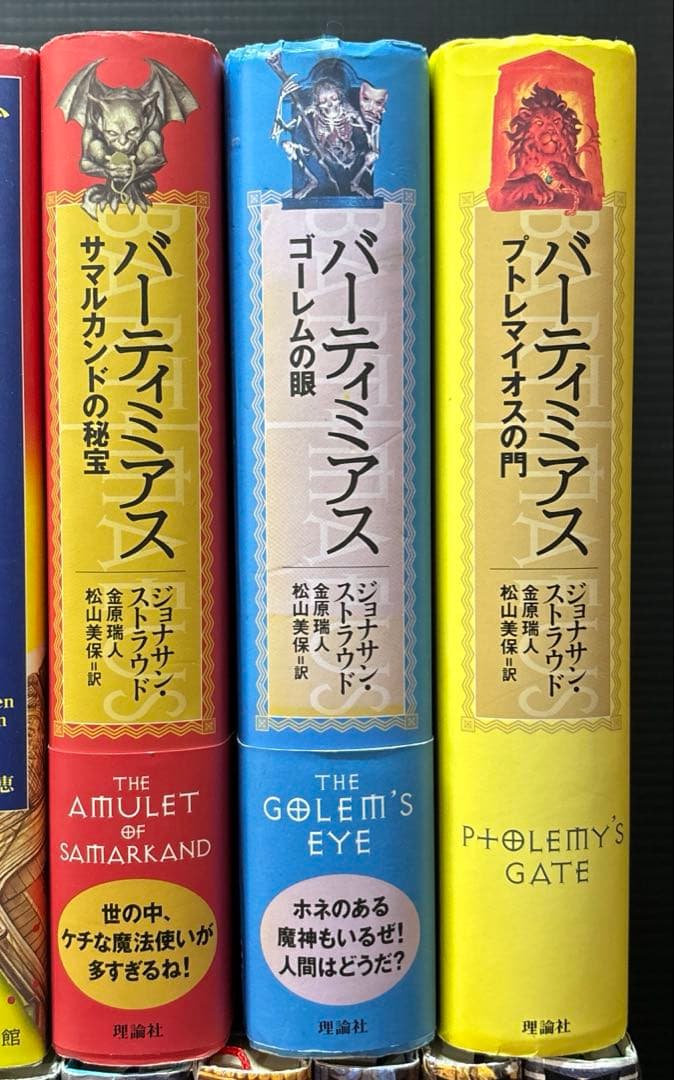 バーティミアス
サマルカンドの秘宝
ジョナサン・
ストラウド
金原瑞人
松山美保=訳
THE
AMULET
OF
SAMARKAND
世の中、
ケチな魔法使いが
多すぎるね!
理論社
バーティミアス
ゴーレムの眼
ジョナサン・
ストラウド
金原瑞人
松山美保=訳
THE
GOLEM'S
EYE
ホネのある
魔神もいるぜ!
人間はどうだ?
理論社
バーティミアス
プトレマイオスの門
ジョナサン・
ストラウド
金原瑞人
松山美保=訳
PTOLEMY'S
GATE
理論社
BARTIMAEUS
BARTIMAEUS
BARTIMAEUS
en
n
恵
館